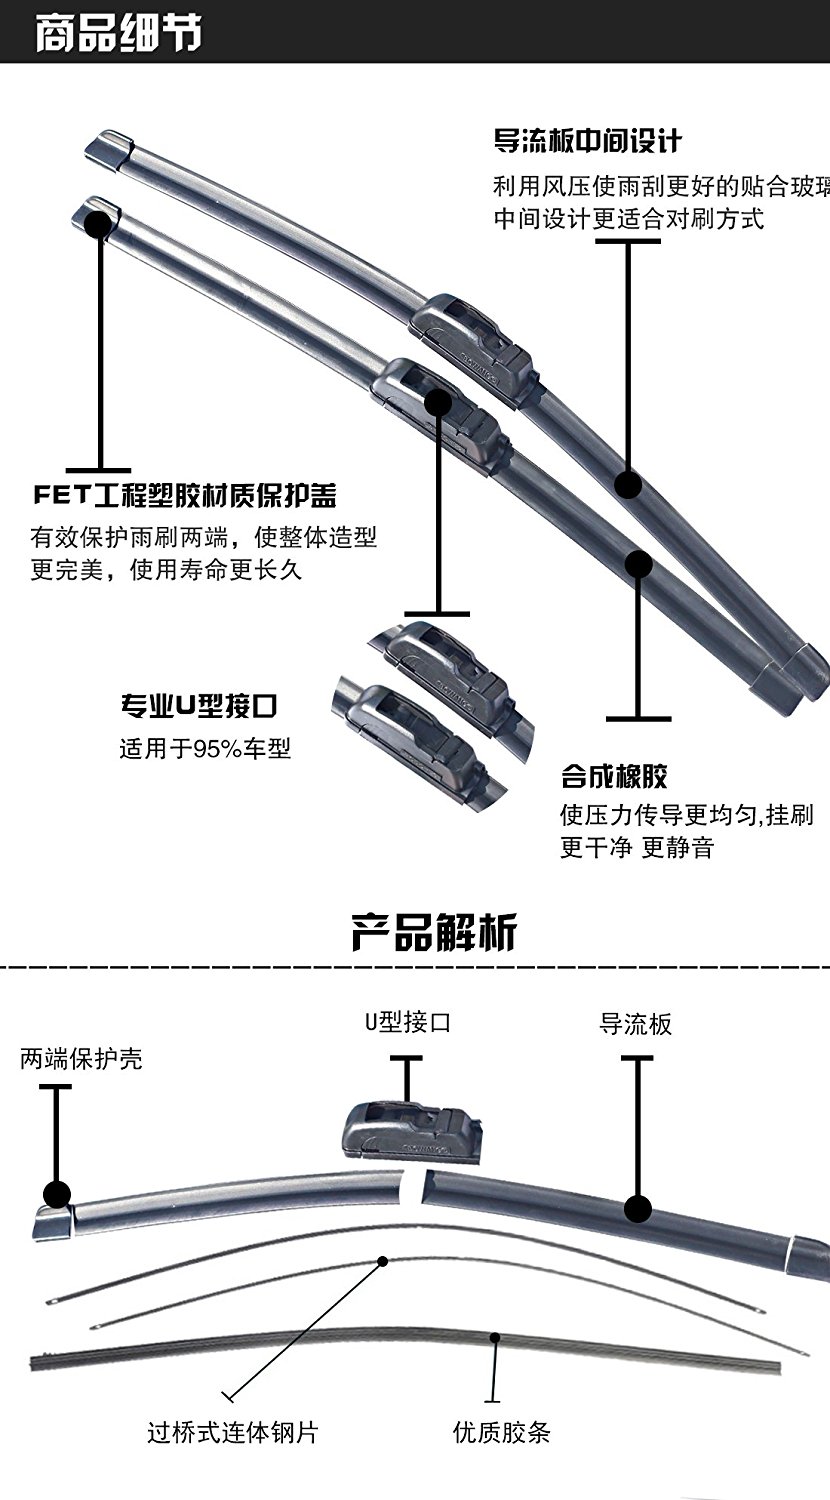 商品细节
导流板中间设计
利用风压使雨刮更好的贴合玻璃
中间设计更适合对刷方式
FET工程塑胶材质保护盖
有效保护雨刷两端，使整体造型
更完美，使用寿命更长久
专业U型接口
适用于95%车型
合成橡胶
使压力传导更均匀,挂刷
更干净 更静音
产品解析
U型接口
导流板
两端保护壳
过桥式连体钢片
优质胶条